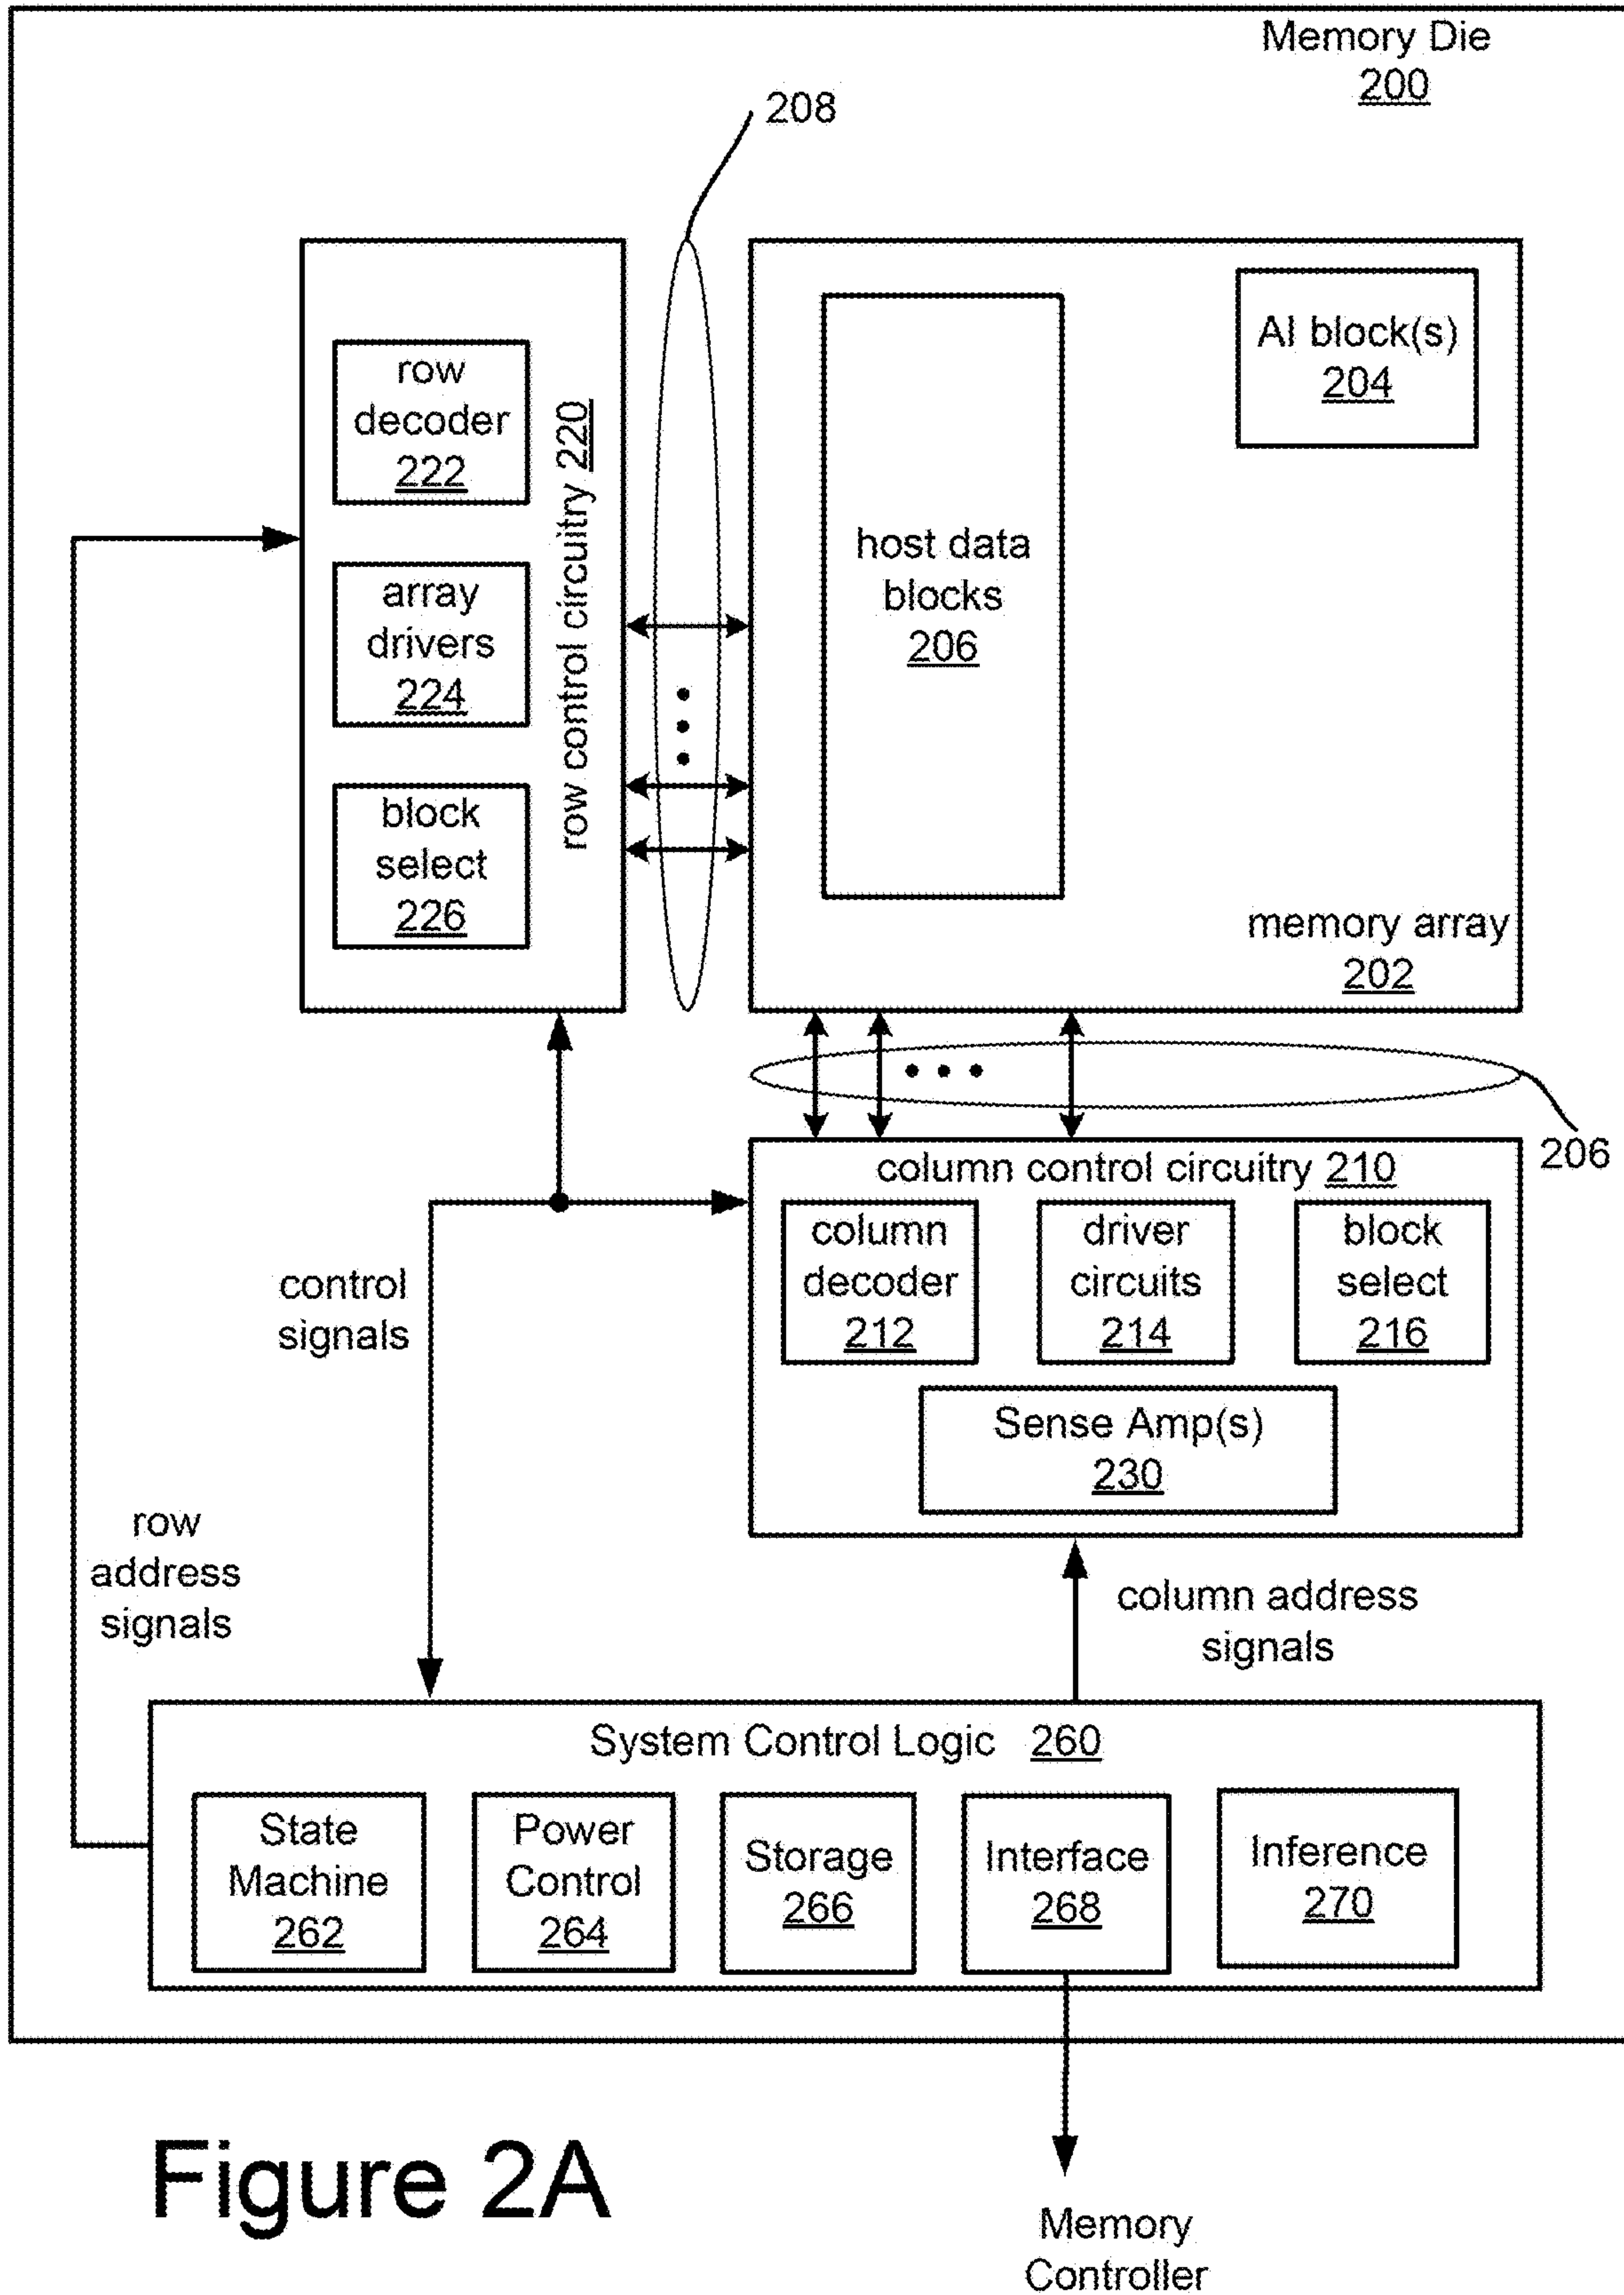 Memory Die
200
208
row
decoder
222
array
drivers
224
block
select
226
row control circuitry 220
AI block(s)
204
host data
blocks
206
memory array
202
206
column control circuitry 210
column
decoder
212
driver
circuits
214
block
select
216
Sense Amp(s)
230
control
signals
row
address
signals
column address
signals
System Control Logic 260
State
Machine
262
Power
Control
264
Storage
266
Interface
268
Inference
270
Figure 2A
Memory
Controller